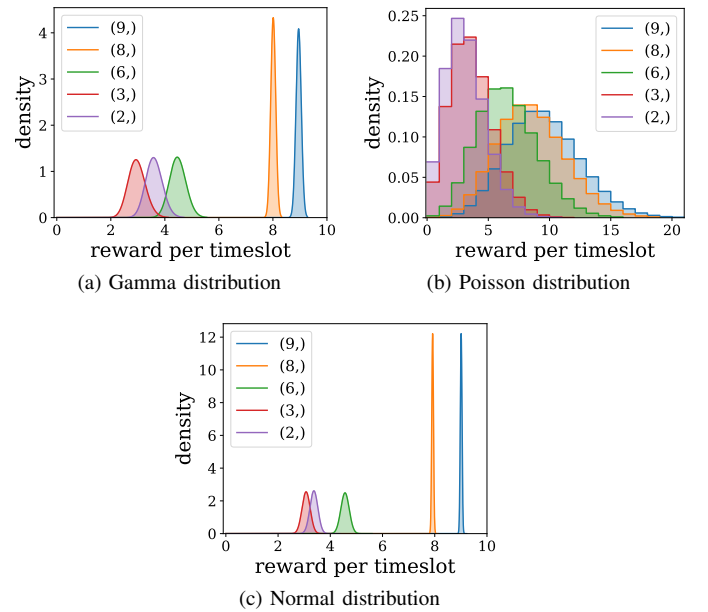 4
3
2
1
0
density
(9,)
(8,)
(6,)
(3,)
(2,)
0 2 4 6 8 10
reward per timeslot
(a) Gamma distribution
0.25
0.20
0.15
0.10
0.05
0.00
density
(9,)
(8,)
(6,)
(3,)
(2,)
0 5 10 15 20
reward per timeslot
(b) Poisson distribution
12
10
8
6
4
2
0
density
(9,)
(8,)
(6,)
(3,)
(2,)
0 2 4 6 8 10
reward per timeslot
(c) Normal distribution